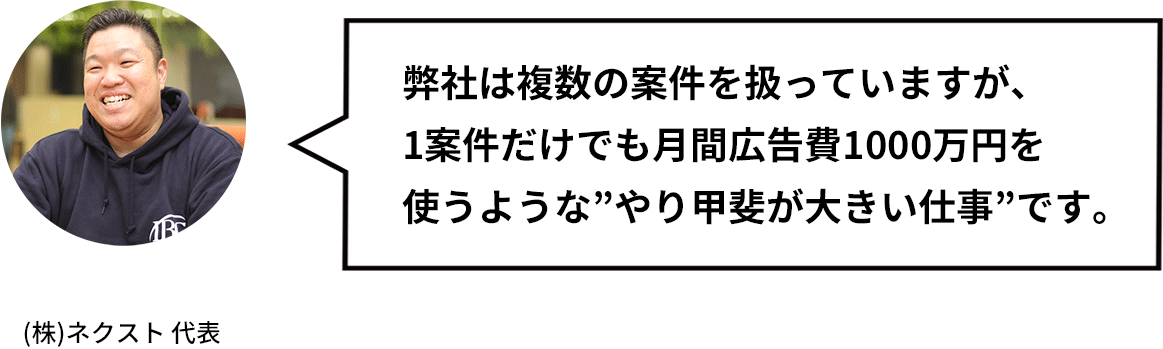 弊社は複数の案件を扱っていますが、
1案件だけでも月間広告費1000万円を
使うような”やり甲斐が大きい仕事”です。
(株)ネクスト 代表